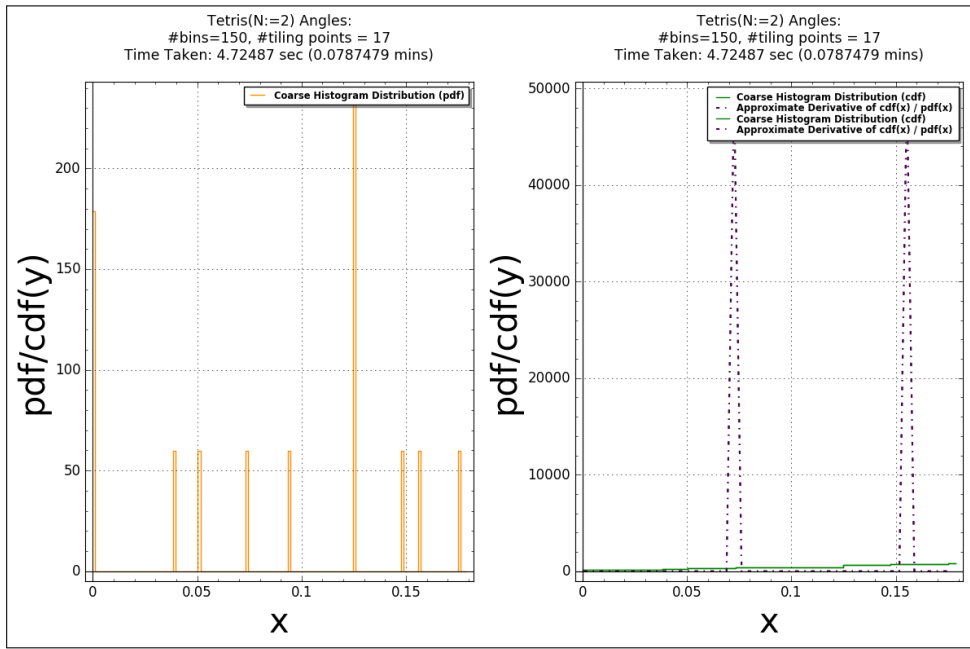 Tetris(N:=2) Angles:
#bins=150, #tiling points = 17
Time Taken: 4.72487 sec (0.0787479 mins)
Coarse Histogram Distribution (pdf)
pdf/cdf(y)
200
150
100
50
0
0
0.05
0.1
0.15
x
Tetris(N:=2) Angles:
#bins=150, #tiling points = 17
Time Taken: 4.72487 sec (0.0787479 mins)
Coarse Histogram Distribution (cdf)
Approximate Derivative of cdf(x) / pdf(x)
Coarse Histogram Distribution (cdf)
Approximate Derivative of cdf(x) / pdf(x)
pdf/cdf(y)
50000
40000
30000
20000
10000
0
0
0.05
0.1
0.15
x